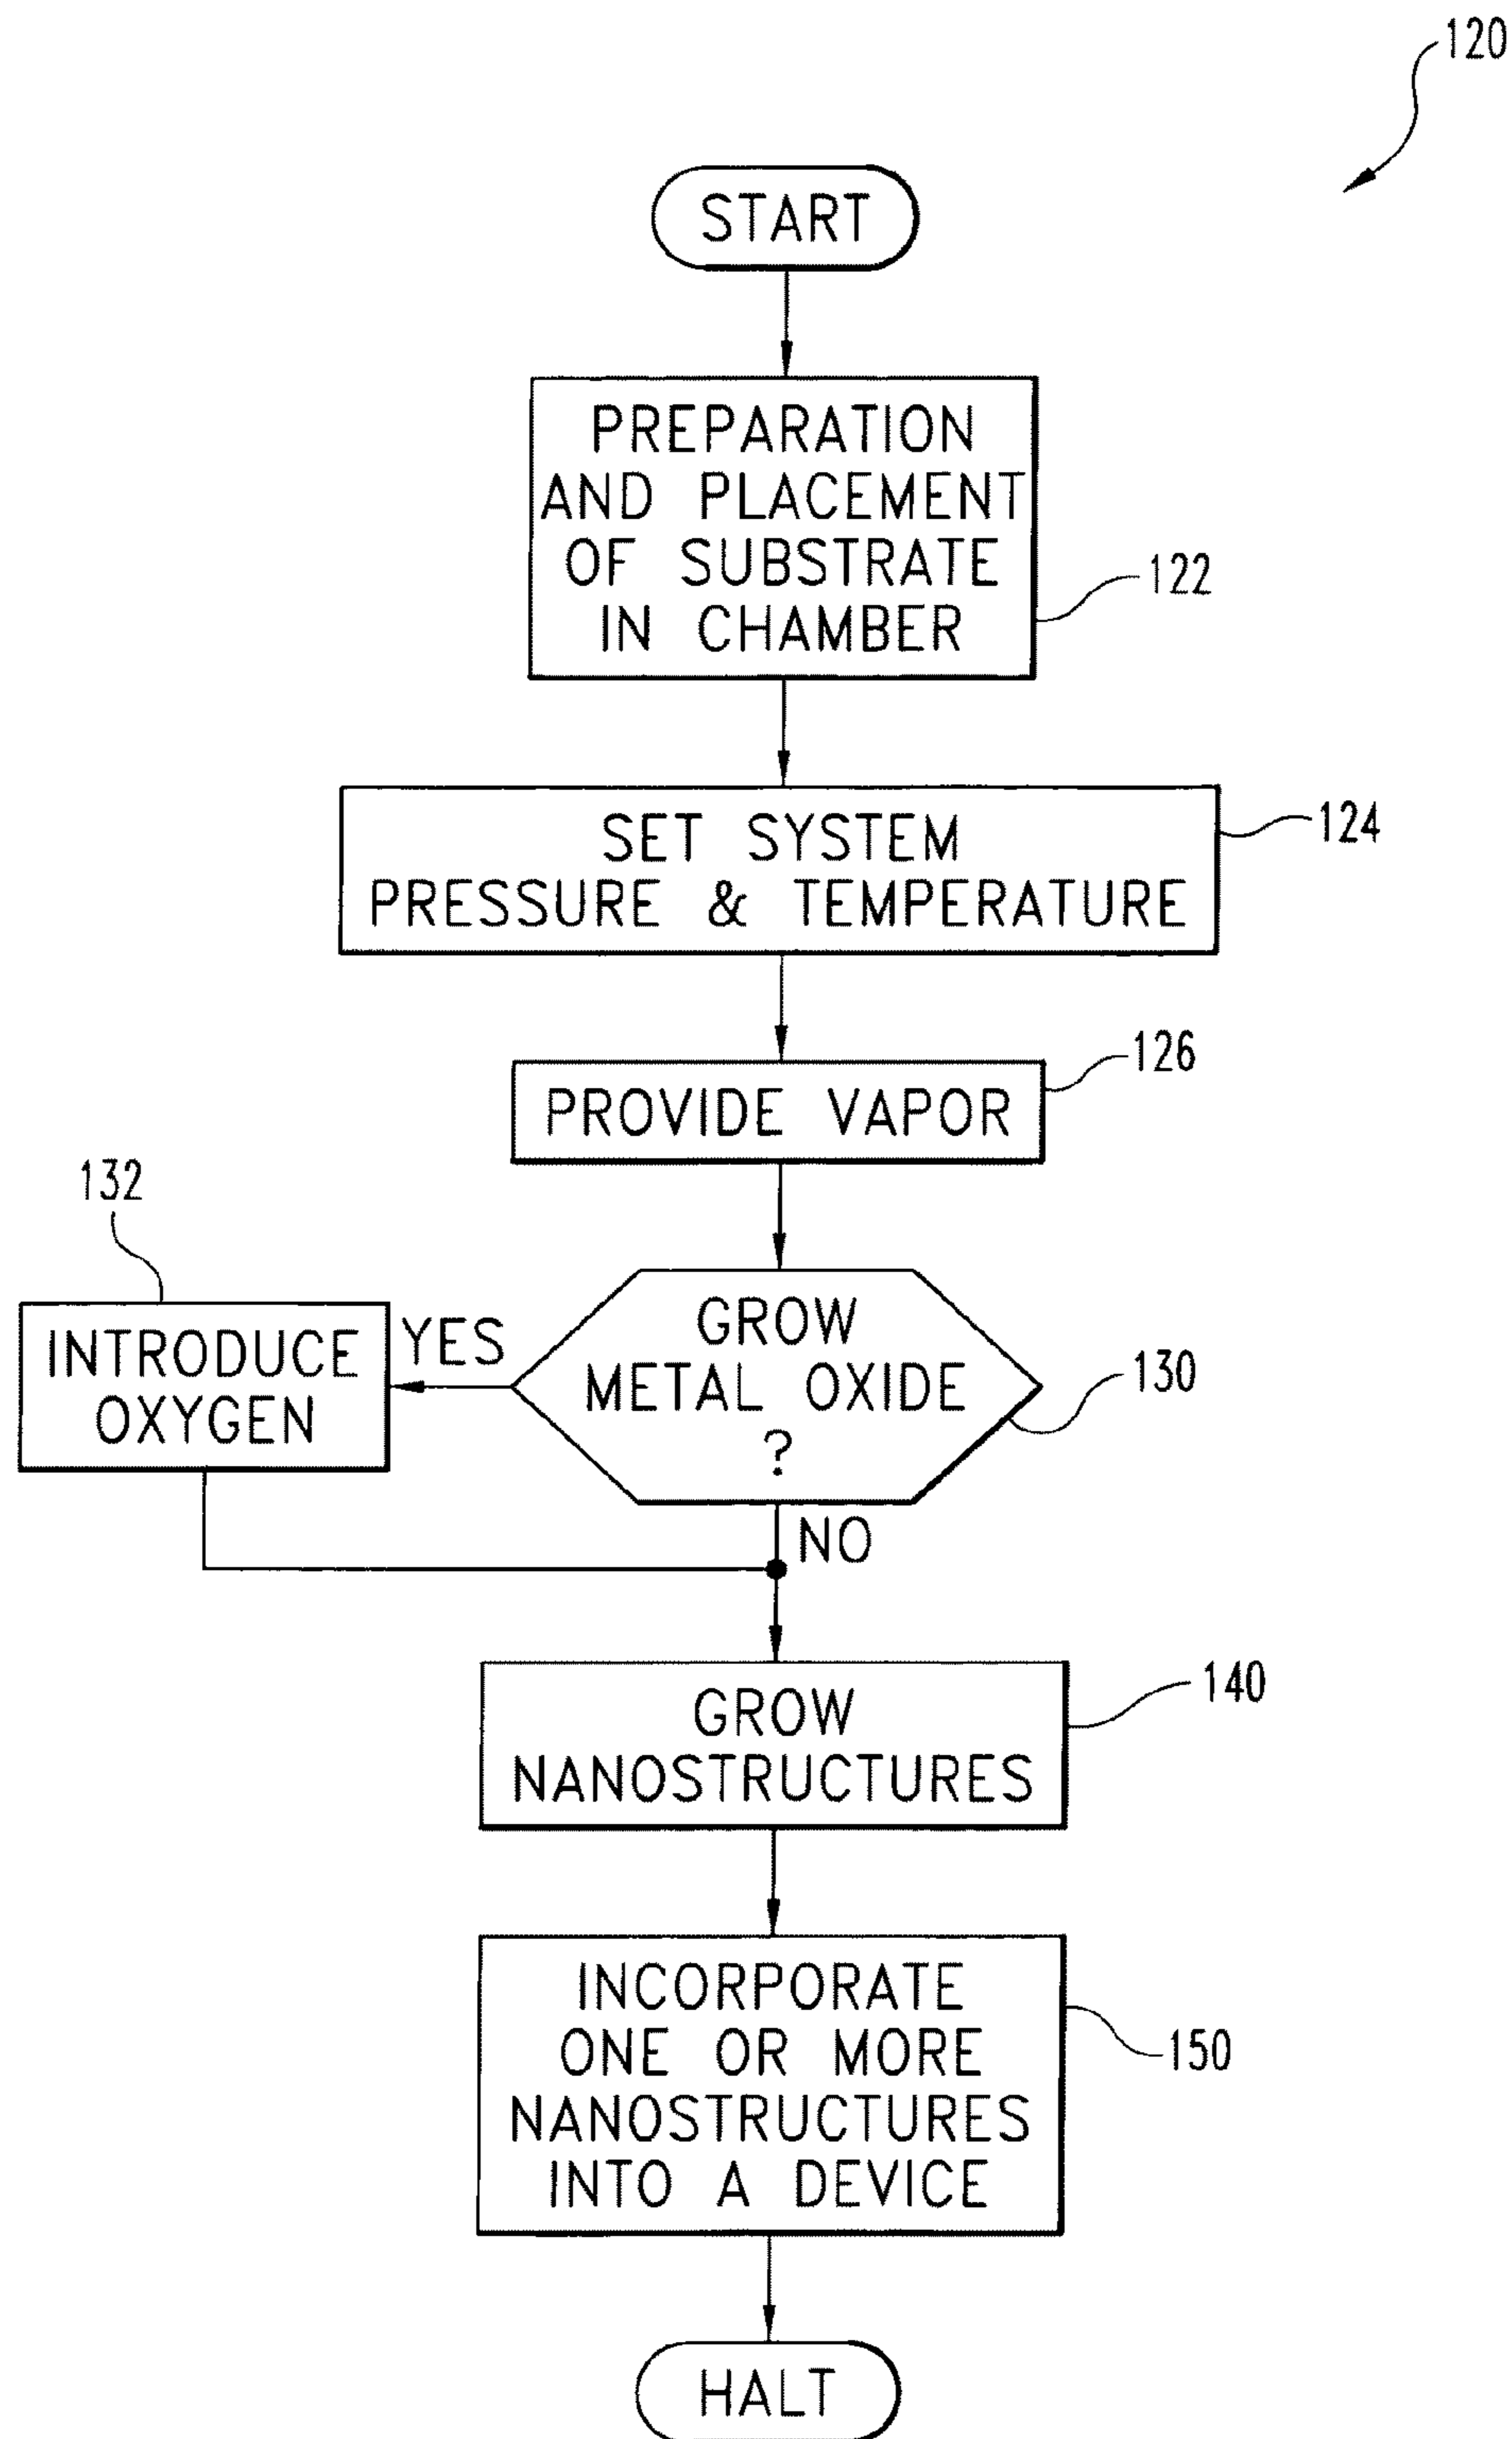 120
START
PREPARATION
AND PLACEMENT
OF SUBSTRATE
IN CHAMBER
122
SET SYSTEM
PRESSURE & TEMPERATURE
124
PROVIDE VAPOR
126
132
INTRODUCE
OXYGEN
YES
GROW
METAL OXIDE
?
130
NO
GROW
NANOSTRUCTURES
140
INCORPORATE
ONE OR MORE
NANOSTRUCTURES
INTO A DEVICE
150
HALT